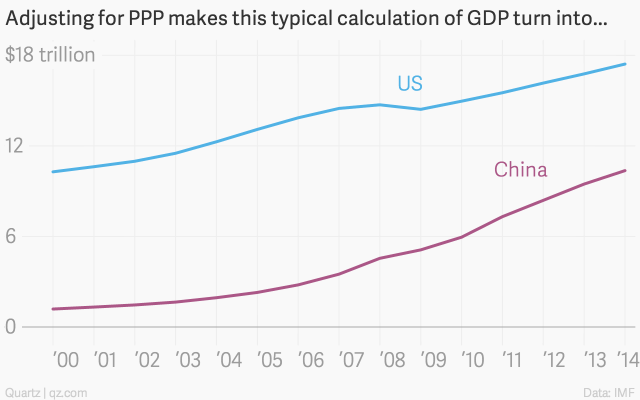 Adjusting for PPP makes this typical calculation of GDP turn into...
$18 trillion
US
12
China
6
0
’00 ’01 ’02 ’03 ’04 ’05 ’06 ’07 ’08 ’09 ’10 ’11 ’12 ’13 ’14
Quartz | qz.com Data: IMF